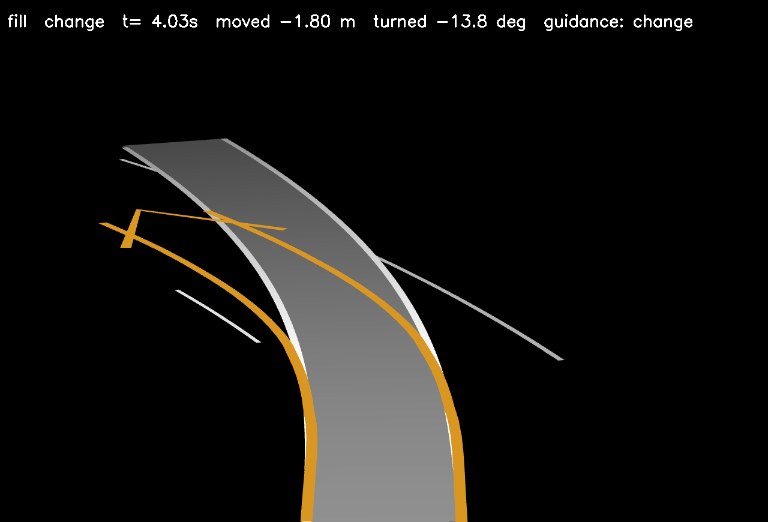 fill change t= 4.03s moved −1.80 m turned −13.8 deg guidance: change